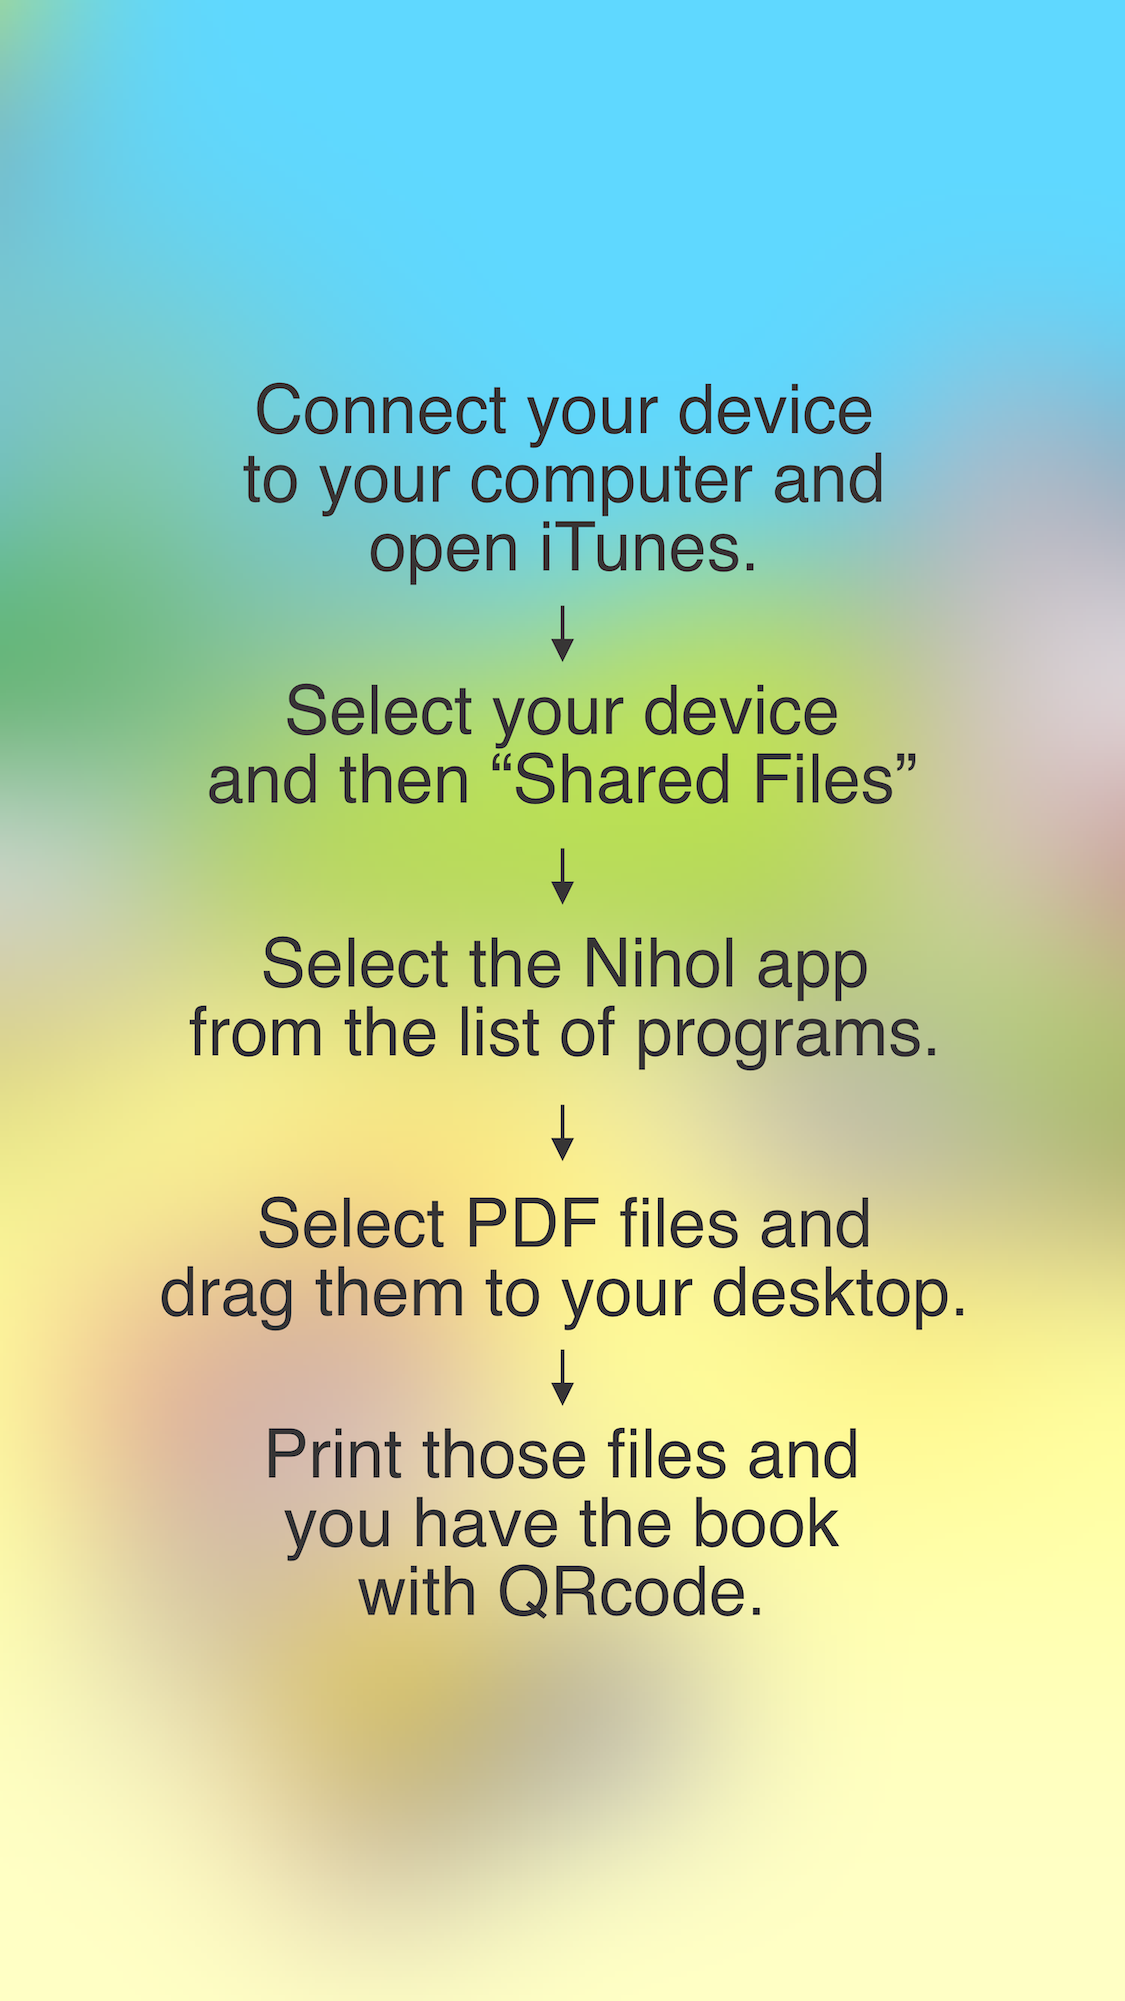 Connect your device
to your computer and
open iTunes.
Select your device
and then “Shared Files”
Select the Nihol app
from the list of programs.
Select PDF files and
drag them to your desktop.
Print those files and
you have the book
with QRcode.